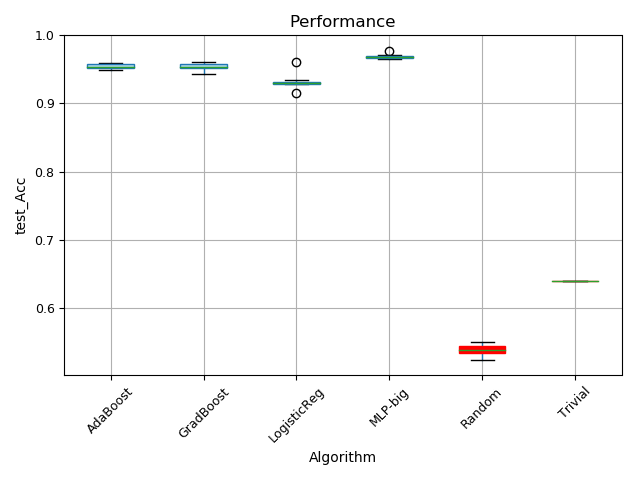 Performance
1.0
0.9
0.8
0.7
0.6
test_Acc
AdaBoost
GradBoost
LogisticReg
MLP-big
Random
Trivial
Algorithm